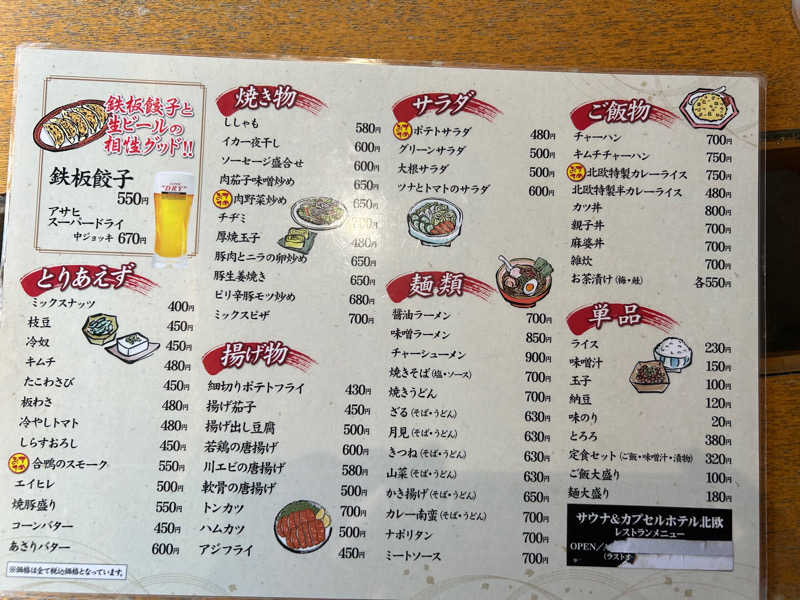 鉄板餃子と
生ビールの
相性グッド!!
鉄板餃子
550円
アサヒ
スーパードライ
中ジョッキ 670円
"DRY"
とりあえず
ミックスナッツ 400円
枝豆 450円
冷奴 450円
キムチ 480円
たこわさび 450円
板わさ 480円
冷やしトマト 480円
しらすおろし 450円
合鴨のスモーク 550円
エイヒレ 500円
焼豚盛り 550円
コーンバター 450円
あさりバター 600円
※価格は全て税込価格となっています。
焼き物
ししゃも 580円
イカ一夜干し 600円
ソーセージ盛合せ 600円
肉茄子味噌炒め 650円
肉野菜炒め 650円
チヂミ
厚焼玉子 480円
豚肉とニラの卵炒め 650円
豚生姜焼き 650円
ピリ辛豚モツ炒め 680円
ミックスピザ 700円
揚げ物
細切りポテトフライ 430円
揚げ茄子 450円
揚げ出し豆腐 500円
若鶏の唐揚げ 600円
川エビの唐揚げ 580円
軟骨の唐揚げ 500円
トンカツ 700円
ハムカツ 500円
アジフライ 450円
サラダ
ポテトサラダ 480円
グリーンサラダ 500円
大根サラダ 500円
ツナとトマトのサラダ 600円
麺類
醤油ラーメン 700円
味噌ラーメン 850円
チャーシューメン 900円
焼きそば(塩・ソース) 700円
焼きうどん 700円
ざる(そば・うどん) 630円
月見(そば・うどん) 630円
きつね(そば・うどん) 630円
山菜(そば・うどん) 630円
かき揚げ(そば・うどん) 650円
カレー南蛮(そば・うどん) 700円
ナポリタン 700円
ミートソース 700円
ご飯物
チャーハン 700円
キムチチャーハン 750円
北欧特製カレーライス 750円
北欧特製半カレーライス 480円
カツ丼 800円
親子丼 700円
麻婆丼 700円
雑炊 700円
お茶漬け(梅・鮭) 各550円
単品
ライス 230円
味噌汁 150円
玉子 100円
納豆 120円
味のり 20円
とろろ 380円
定食セット(ご飯・味噌汁・漬物) 320円
ご飯大盛り 100円
麺大盛り 180円
サウナ&カプセルホテル北欧
レストランメニュー
OPEN/
(ラストオ